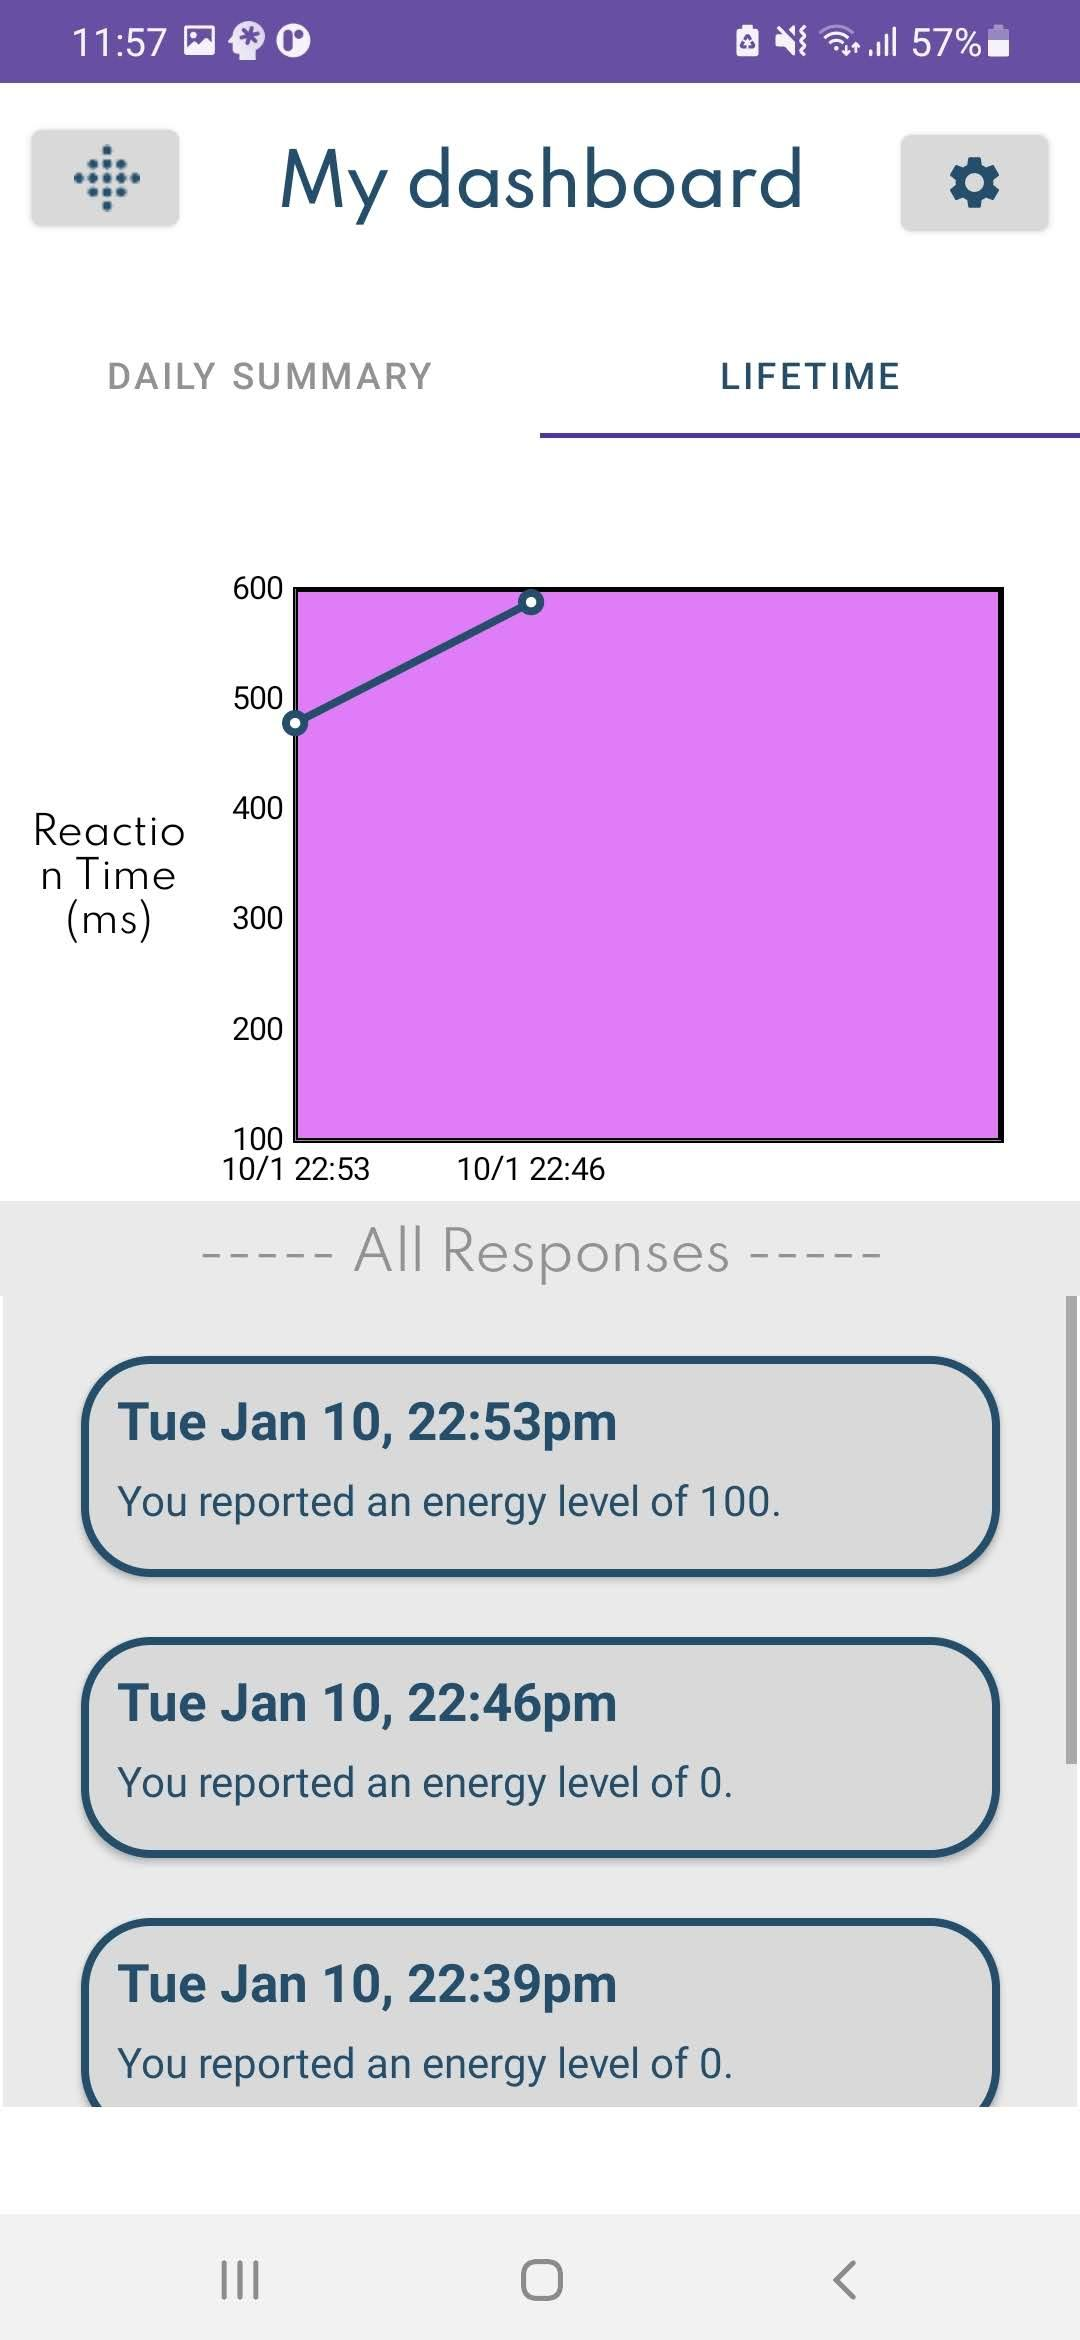 11:57 57%
My dashboard
DAILY SUMMARY LIFETIME
600
500
400
Reactio
n Time
(ms)
300
200
100
10/1 22:53 10/1 22:46
----- All Responses -----
Tue Jan 10, 22:53pm
You reported an energy level of 100.
Tue Jan 10, 22:46pm
You reported an energy level of 0.
Tue Jan 10, 22:39pm
You reported an energy level of 0.